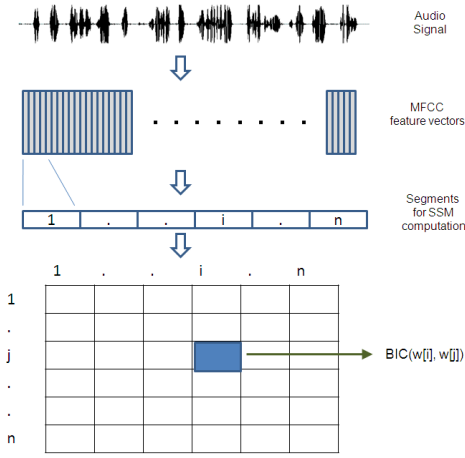 Audio
Signal
MFCC
feature vectors
. . . . . . . .
Segments
for SSM
computation
1 . . i . n
1 . . i . n
1
.
j
BIC(w[i], w[j])
.
.
n